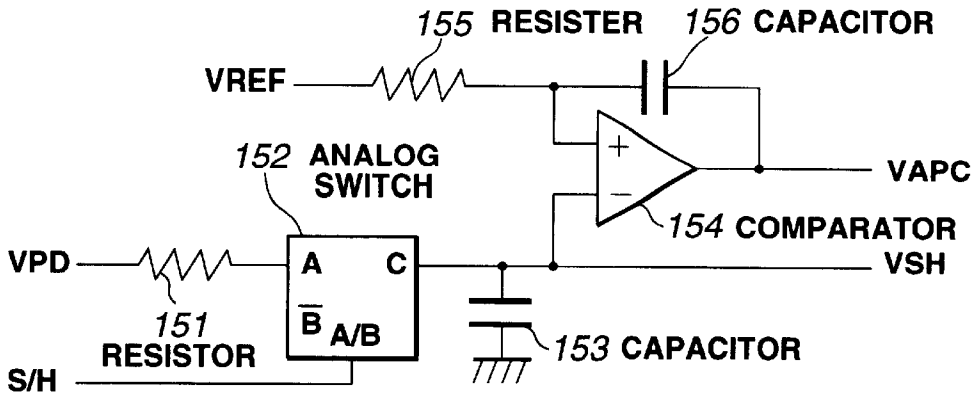 155 RESISTER
156 CAPACITOR
VREF
152 ANALOG
SWITCH
+
−
VAPC
154 COMPARATOR
VPD
A
C
VSH
B̅
A/B
151
RESISTOR
153 CAPACITOR
S/H